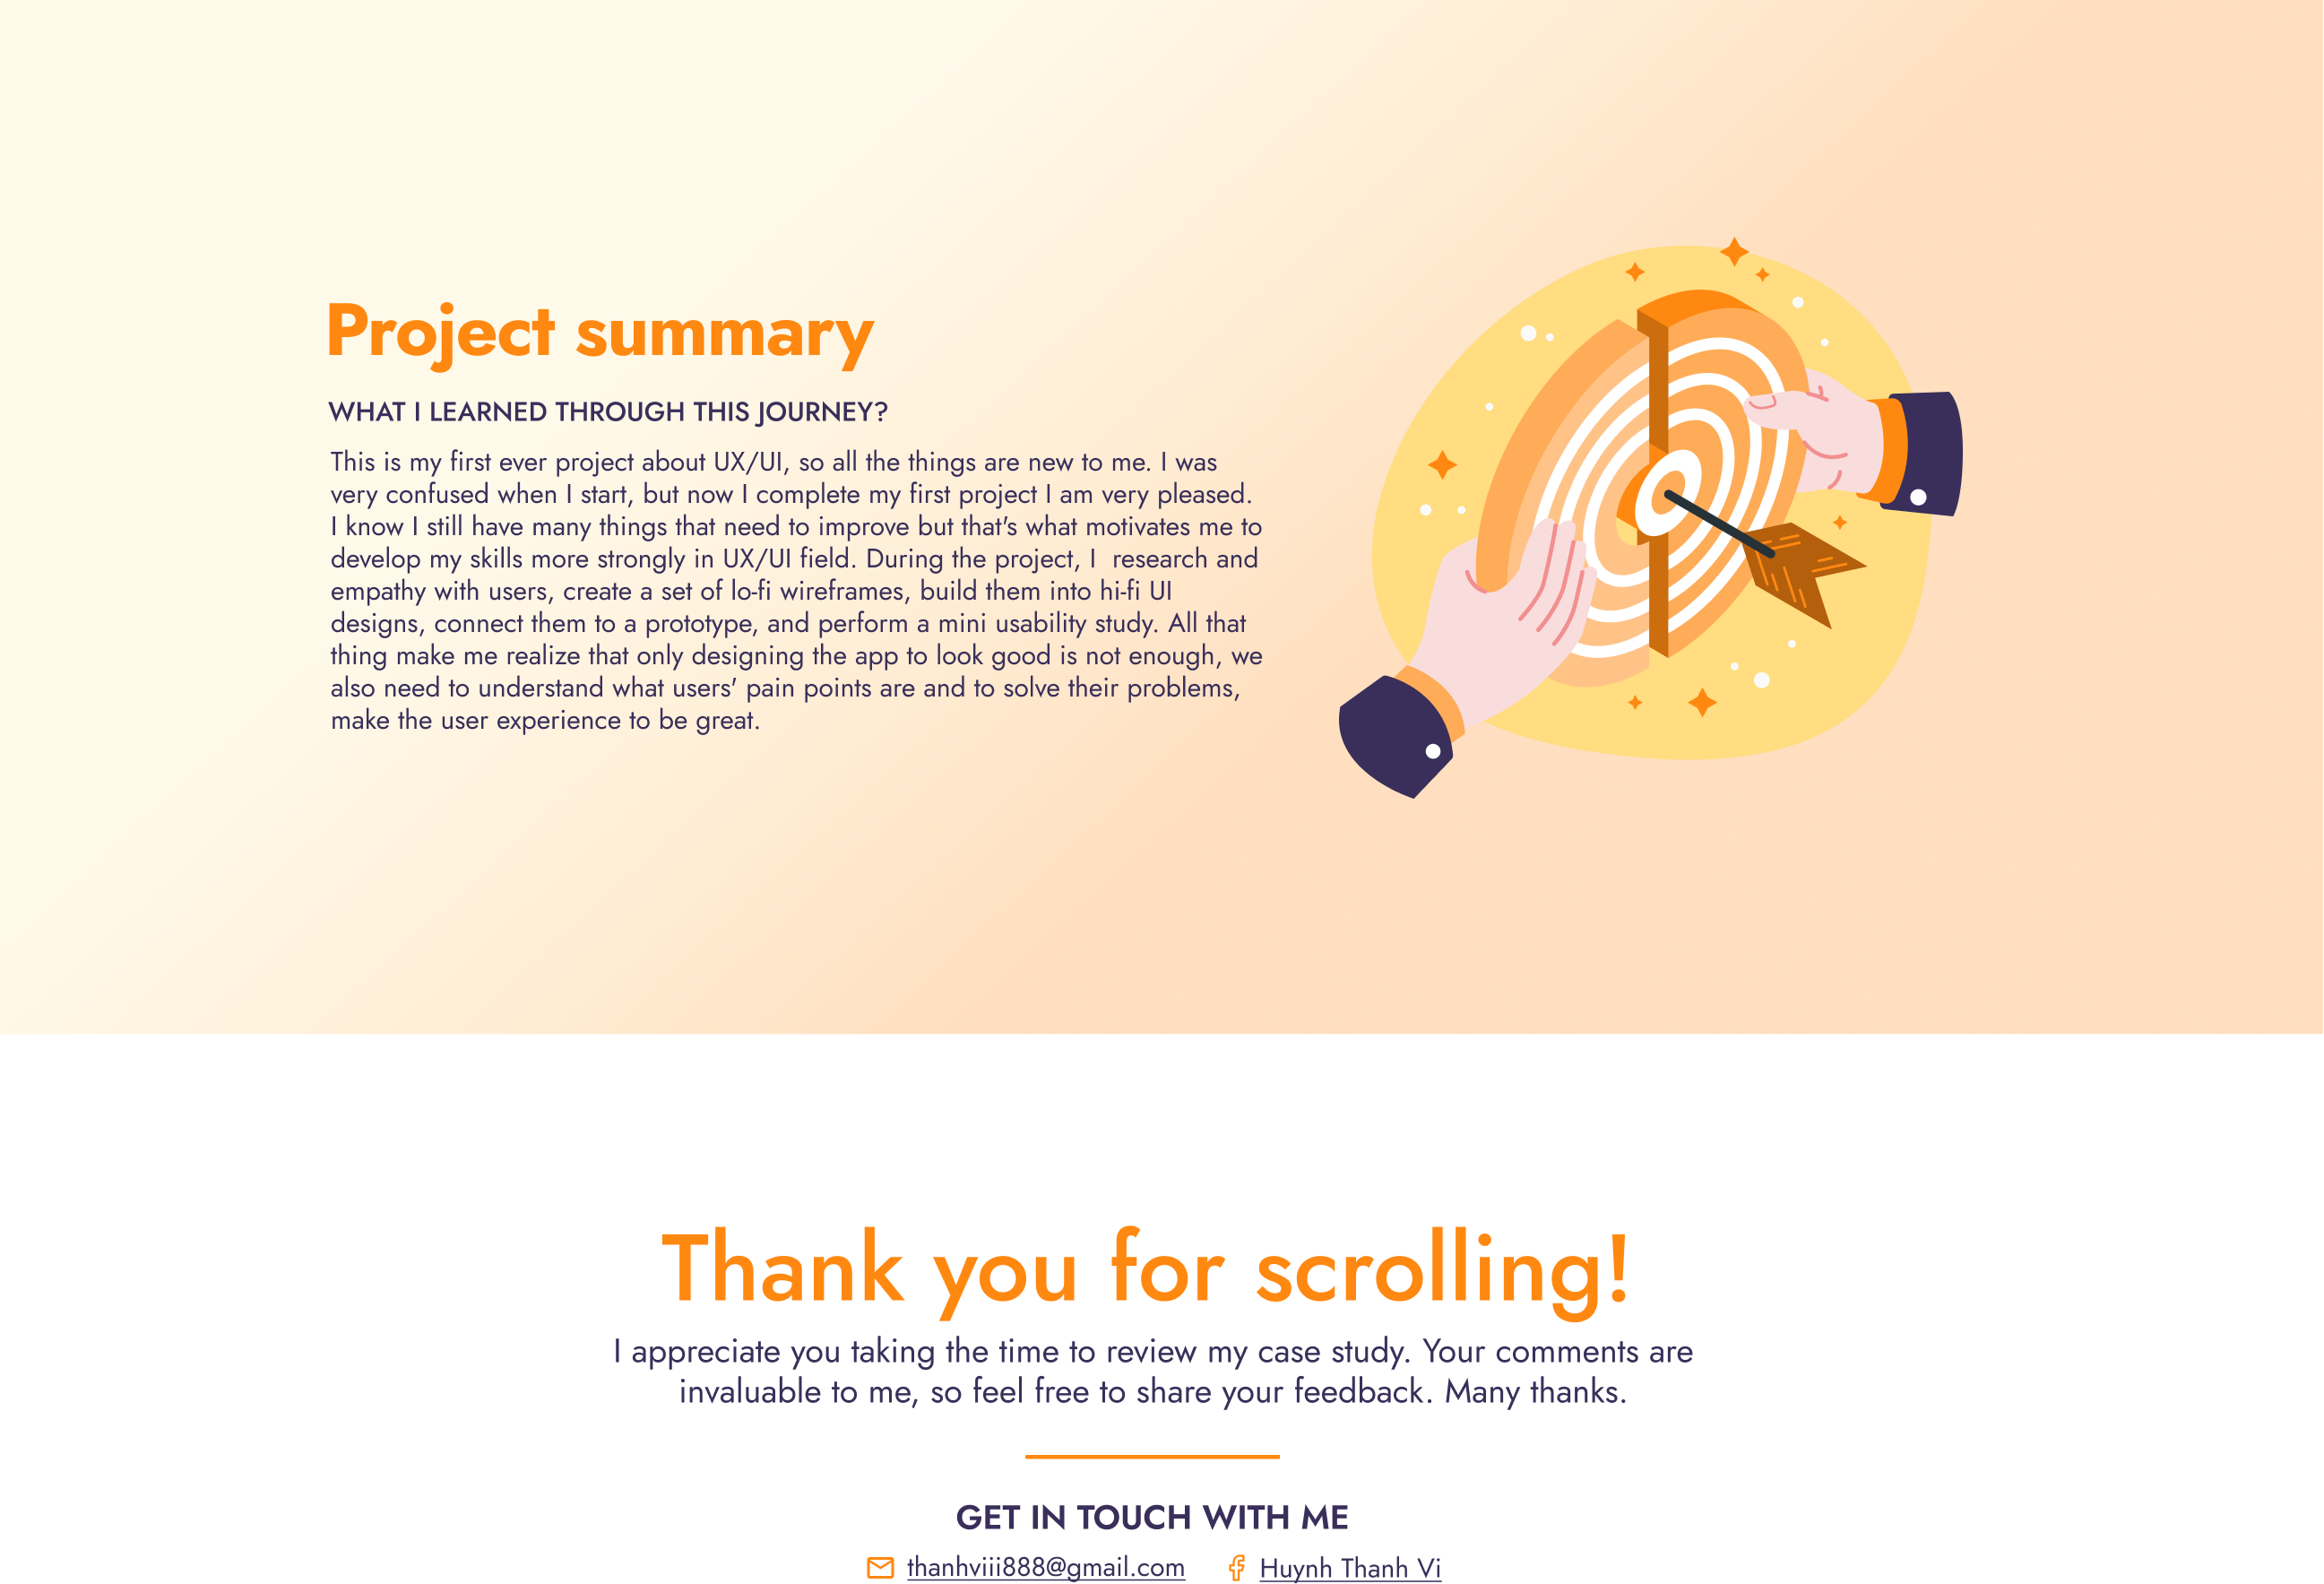 Project summary
WHAT I LEARNED THROUGH THIS JOURNEY?
This is my first ever project about UX/UI, so all the things are new to me. I was
very confused when I start, but now I complete my first project I am very pleased.
I know I still have many things that need to improve but that's what motivates me to
develop my skills more strongly in UX/UI field. During the project, I  research and
empathy with users, create a set of lo-fi wireframes, build them into hi-fi UI
designs, connect them to a prototype, and perform a mini usability study. All that
thing make me realize that only designing the app to look good is not enough, we
also need to understand what users' pain points are and to solve their problems,
make the user experience to be great.
Thank you for scrolling!
I appreciate you taking the time to review my case study. Your comments are
invaluable to me, so feel free to share your feedback. Many thanks.
GET IN TOUCH WITH ME
thanhviii888@gmail.com Huynh Thanh Vi